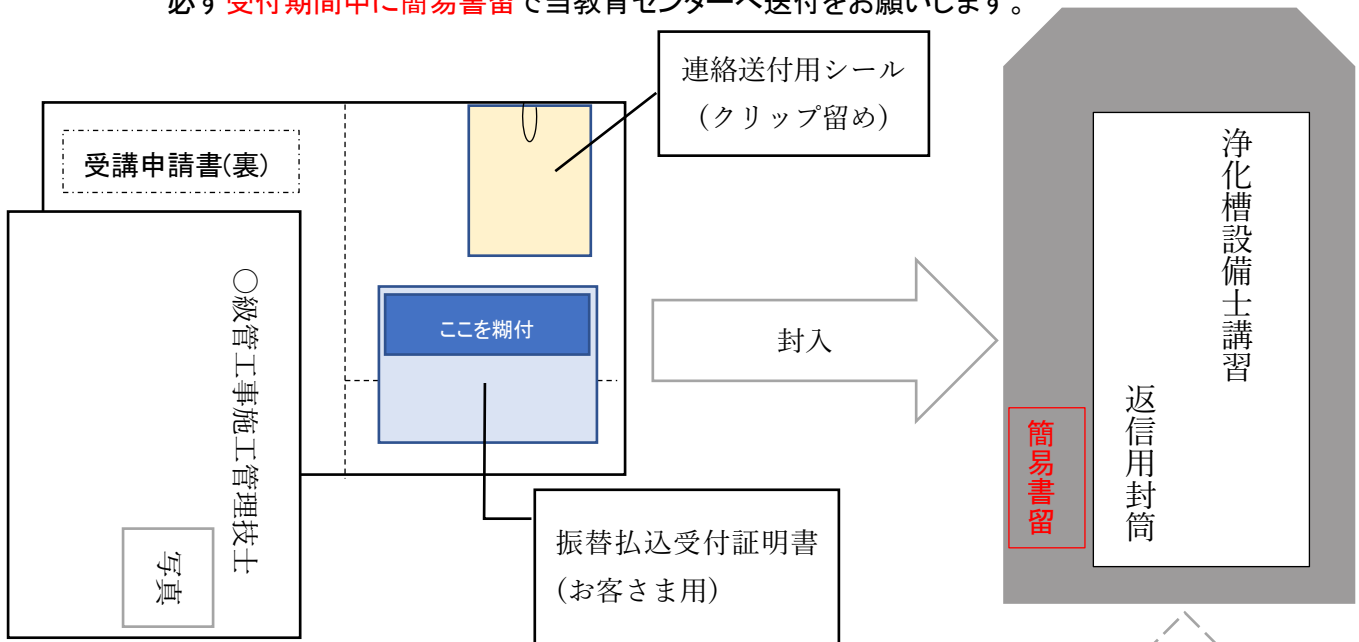 必ず受付期間中に簡易書留で当教育センターへ送付をお願いします。
連絡送付用シール
(クリップ留め)
受講申請書(裏)
○級管工事施工管理技士
写真
ここを糊付
封入
振替払込受付証明書
(お客さま用)
浄化槽設備士講習
返信用封筒
簡易書留